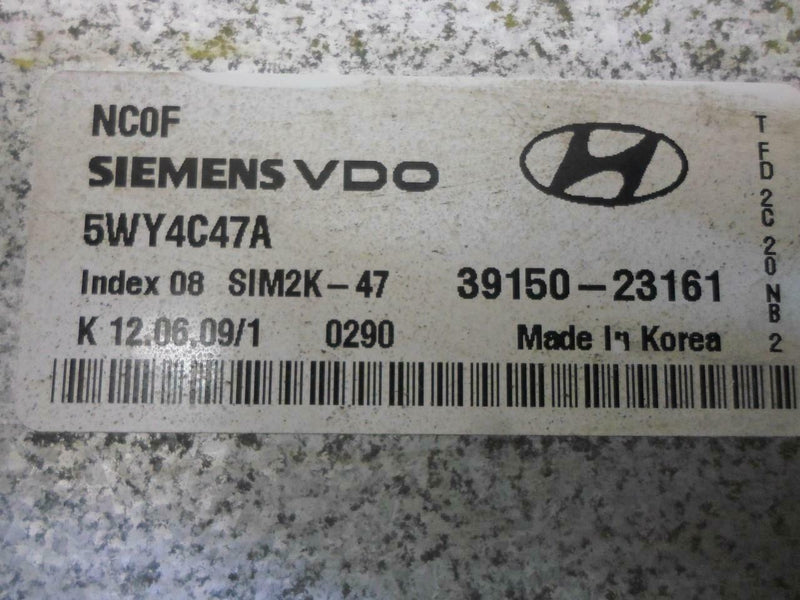 NC0F
SIEMENS VDO
5WY4C47A
Index 08 SIM2K-47 39150-23161
K 12.06.09/1 0290 Made In Korea
T FD 2C 20 NB 2